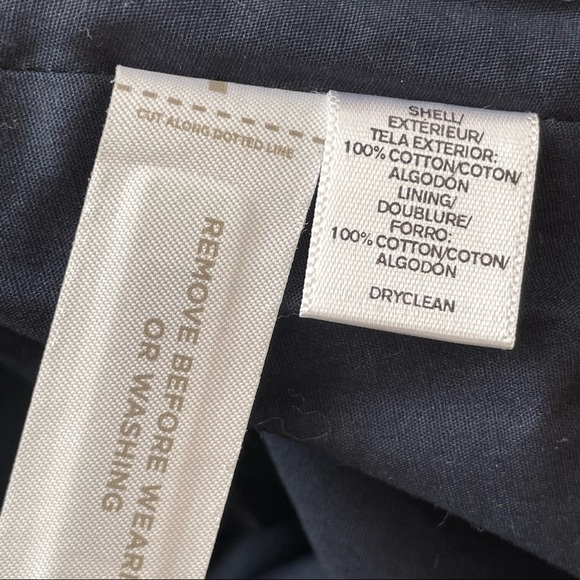 CUT ALONG DOTTED LINE
REMOVE BEFORE WEARI
OR WASHING
SHELL/
EXTÉRIEUR/
TELA EXTERIOR:
100% COTTON/COTON/
ALGODÓN
LINING/
DOUBLURE/
FORRO:
100% COTTON/COTON/
ALGODÓN
DRYCLEAN